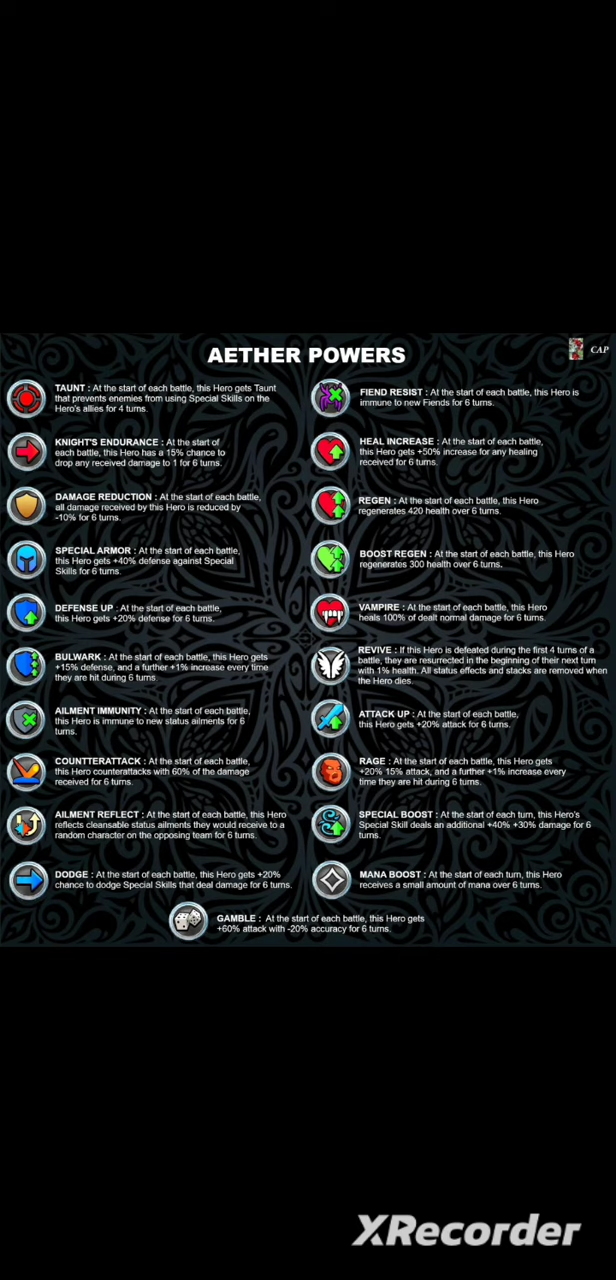 AETHER POWERS
CAP
TAUNT : At the start of each battle, this Hero gets Taunt
that prevents enemies from using Special Skills on the
Hero's allies for 4 turns.
KNIGHT'S ENDURANCE : At the start of
each battle, this Hero has a 15% chance to
drop any received damage to 1 for 6 turns.
DAMAGE REDUCTION : At the start of each battle,
all damage received by this Hero is reduced by
-10% for 6 turns.
SPECIAL ARMOR : At the start of each battle,
this Hero gets +40% defense against Special
Skills for 6 turns.
DEFENSE UP : At the start of each battle,
this Hero gets +20% defense for 6 turns.
BULWARK : At the start of each battle, this Hero gets
+15% defense, and a further +1% increase every time
they are hit during 6 turns.
AILMENT IMMUNITY : At the start of each battle,
this Hero is immune to new status ailments for 6
turns.
COUNTTERATTACK : At the start of each battle,
this Hero counterattacks with 60% of the damage
received for 6 turns.
AILMENT REFLECT : At the start of each battle, this Hero
reflects cleansable status ailments they would receive to a
random character on the opposing team for 6 turns.
DODGE : At the start of each battle, this Hero gets +20%
chance to dodge Special Skills that deal damage for 6 turns.
FIEND RESIST : At the start of each battle, this Hero is
immune to new Fiends for 6 turns.
HEAL INCREASE : At the start of each battle,
this Hero gets +50% increase for any healing
received for 6 turns.
REGEN : At the start of each battle, this Hero
regenerates 420 health over 6 turns.
BOOST REGEN : At the start of each battle, this Hero
regenerates 300 health over 6 turns.
VAMPIRE : At the start of each battle, this Hero
heals 100% of dealt normal damage for 6 turns.
REVIVE : If this Hero is defeated during the first 4 turns of a
battle, they are resurrected in the beginning of their next turn
with 1% health. All status effects and stacks are removed when
the Hero dies.
ATTACK UP : At the start of each battle,
this Hero gets +20% attack for 6 turns.
RAGE : At the start of each battle, this Hero gets
+20% 15% attack, and a further +1% increase every
time they are hit during 6 turns.
SPECIAL BOOST : At the start of each turn, this Hero's
Special Skill deals an additional +40% +30% damage for 6
turns.
MANA BOOST : At the start of each turn, this Hero
receives a small amount of mana over 6 turns.
GAMBLE : At the start of each battle, this Hero gets
+60% attack with -20% accuracy for 6 turns.
XRecorder